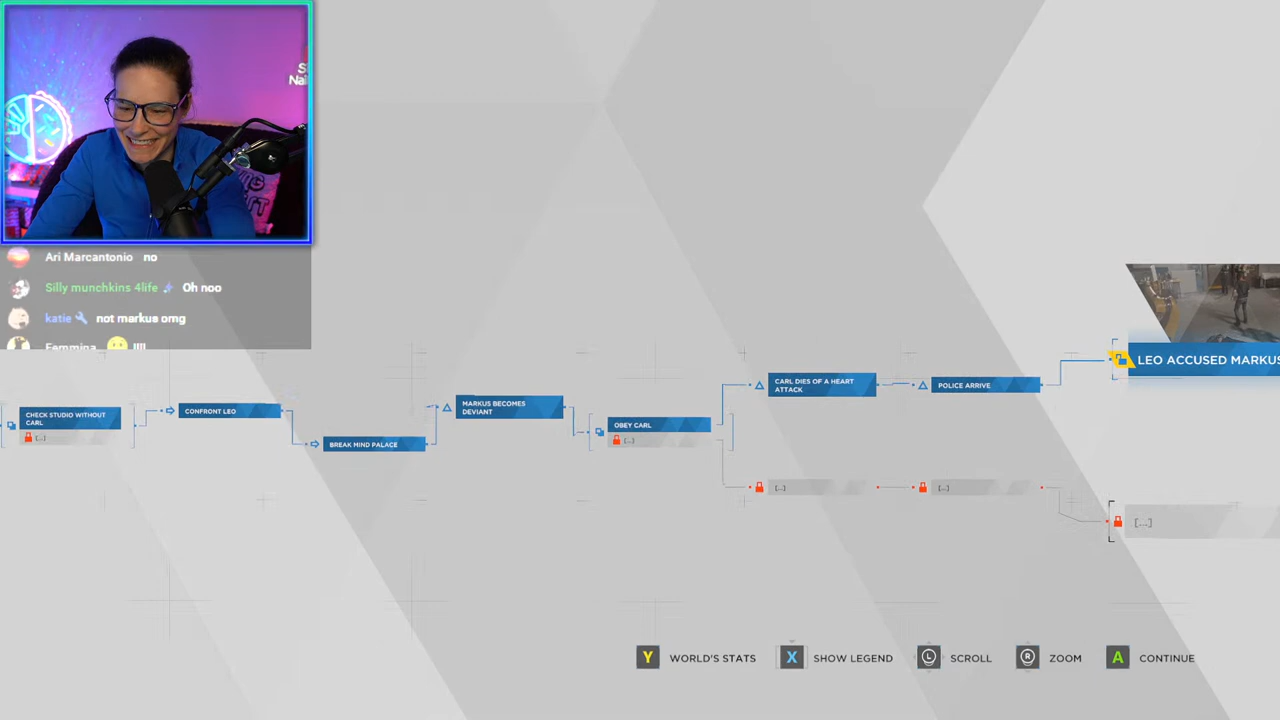 Ari Marcantonio no
Silly munchkins 4life Oh noo
katie not markus omg
Femmina
CHECK STUDIO WITHOUT
CARL
[...]
CONFRONT LEO
BREAK MIND PALACE
MARKUS BECOMES
DEVIANT
OBEY CARL
[...]
CARL DIES OF A HEART
ATTACK
POLICE ARRIVE
LEO ACCUSED MARKUS
[...]
[...]
[...]
Y WORLD'S STATS
X SHOW LEGEND
L SCROLL
R ZOOM
A CONTINUE